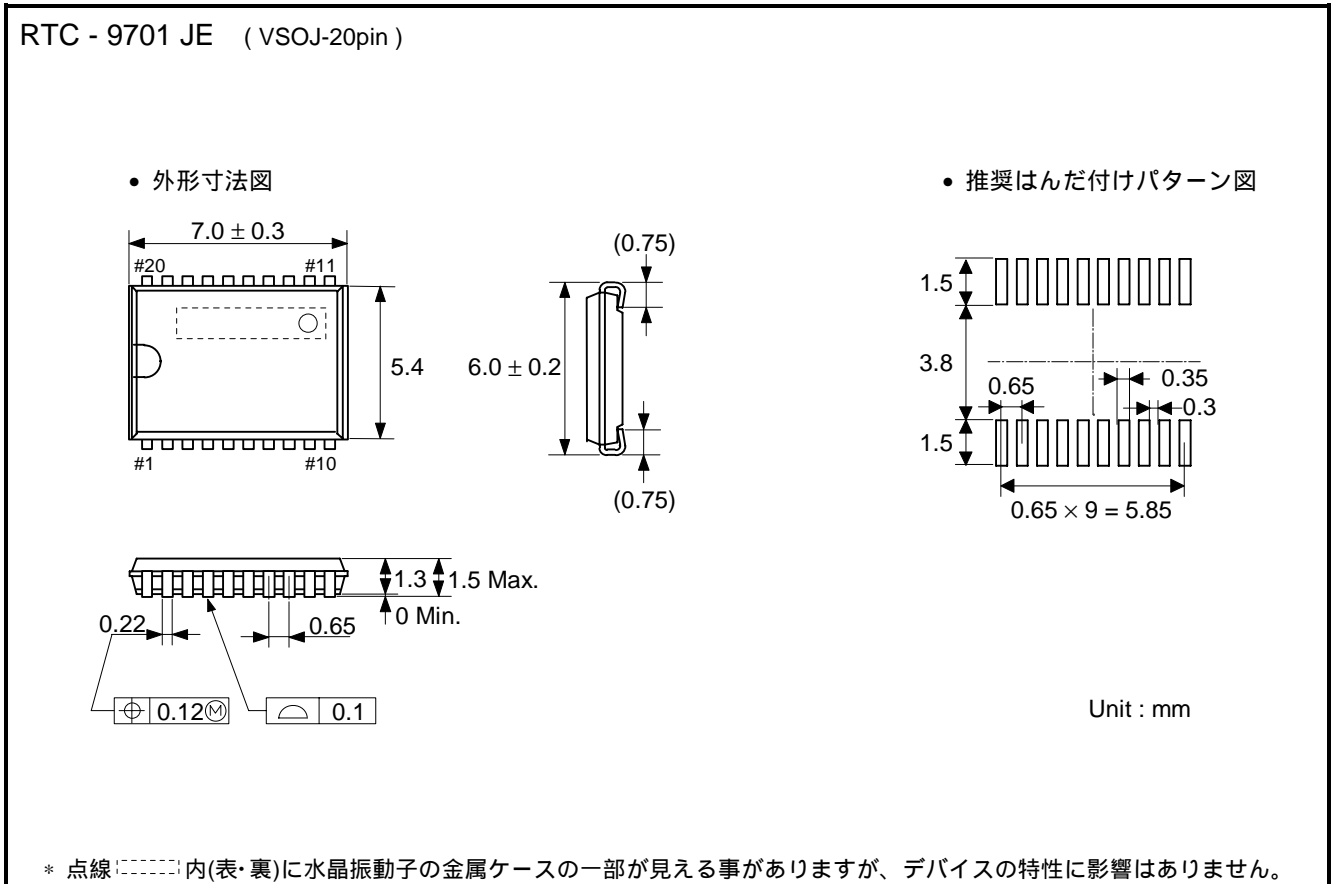 RTC - 9701 JE ( VSOJ-20pin )
• 外形寸法図
7.0 ± 0.3
#20 #11
5.4
#1 #10
(0.75)
6.0 ± 0.2
(0.75)
1.3 1.5 Max.
0 Min.
0.22 0.65
0.12Ⓜ
0.1
• 推奨はんだ付けパターン図
1.5
3.8
0.65 0.35
0.3
1.5
0.65 × 9 = 5.85
Unit : mm
* 点線 内(表・裏)に水晶振動子の金属ケースの一部が見える事がありますが、デバイスの特性に影響はありません。